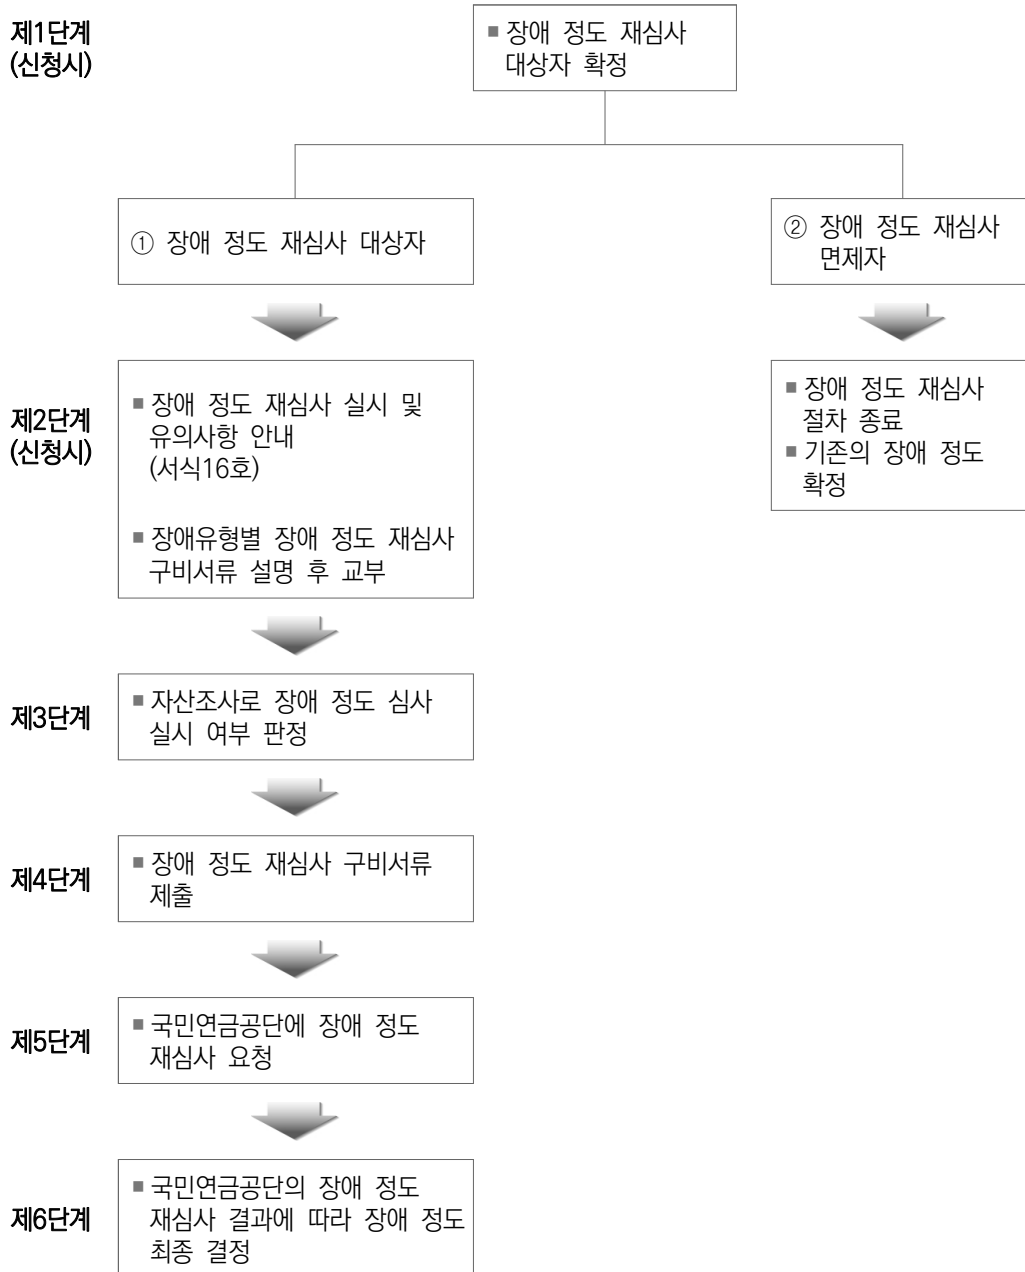 제1단계
(신청시)
▪ 장애 정도 재심사
대상자 확정
① 장애 정도 재심사 대상자
② 장애 정도 재심사
면제자
제2단계
(신청시)
▪ 장애 정도 재심사 실시 및
유의사항 안내
(서식16호)
▪ 장애유형별 장애 정도 재심사
구비서류 설명 후 교부
▪ 장애 정도 재심사
절차 종료
▪ 기존의 장애 정도
확정
제3단계
▪ 자산조사로 장애 정도 심사
실시 여부 판정
제4단계
▪ 장애 정도 재심사 구비서류
제출
제5단계
▪ 국민연금공단에 장애 정도
재심사 요청
제6단계
▪ 국민연금공단의 장애 정도
재심사 결과에 따라 장애 정도
최종 결정